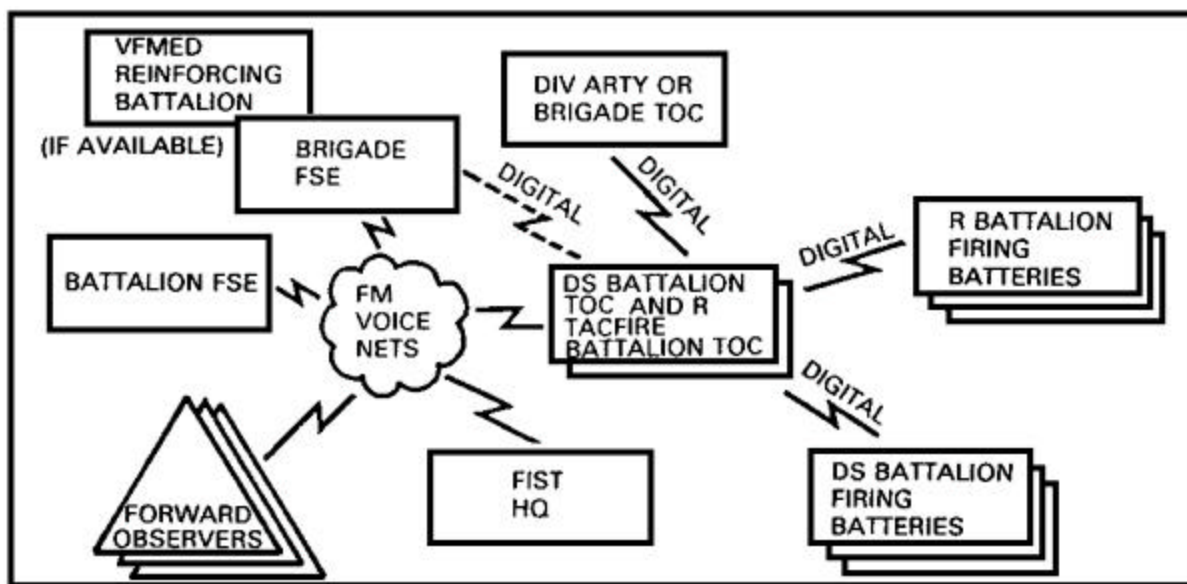 VFMED
REINFORCING
BATTALION
(IF AVAILABLE)
BRIGADE
FSE
DIV ARTY OR
BRIGADE TOC
DIGITAL
DIGITAL
BATTALION FSE
FM
VOICE
NETS
DS BATTALION
TOC AND R
TACFIRE
BATTALION TOC
DIGITAL
R BATTALION
FIRING
BATTERIES
DIGITAL
FORWARD
OBSERVERS
FIST
HQ
DS BATTALION
FIRING
BATTERIES